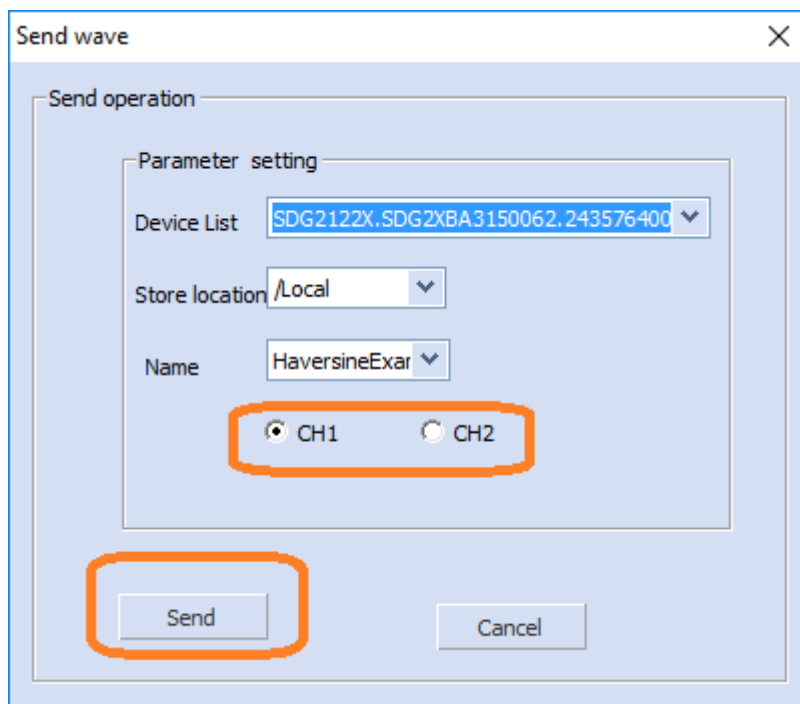 Send wave
Send operation
Parameter setting
Device List SDG2122X.SDG2XBA3150062.243576400
Store location /Local
Name HaversineExar
CH1 CH2
Send Cancel